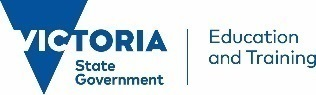 VICTORIA
State
Government
Education
and Training